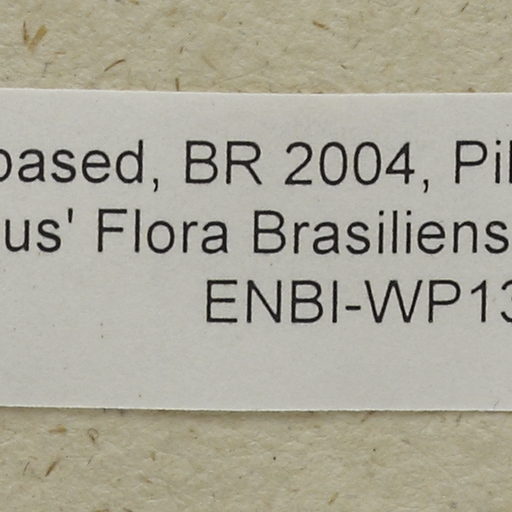 based, BR 2004, Pil
us' Flora Brasiliens
ENBI-WP13